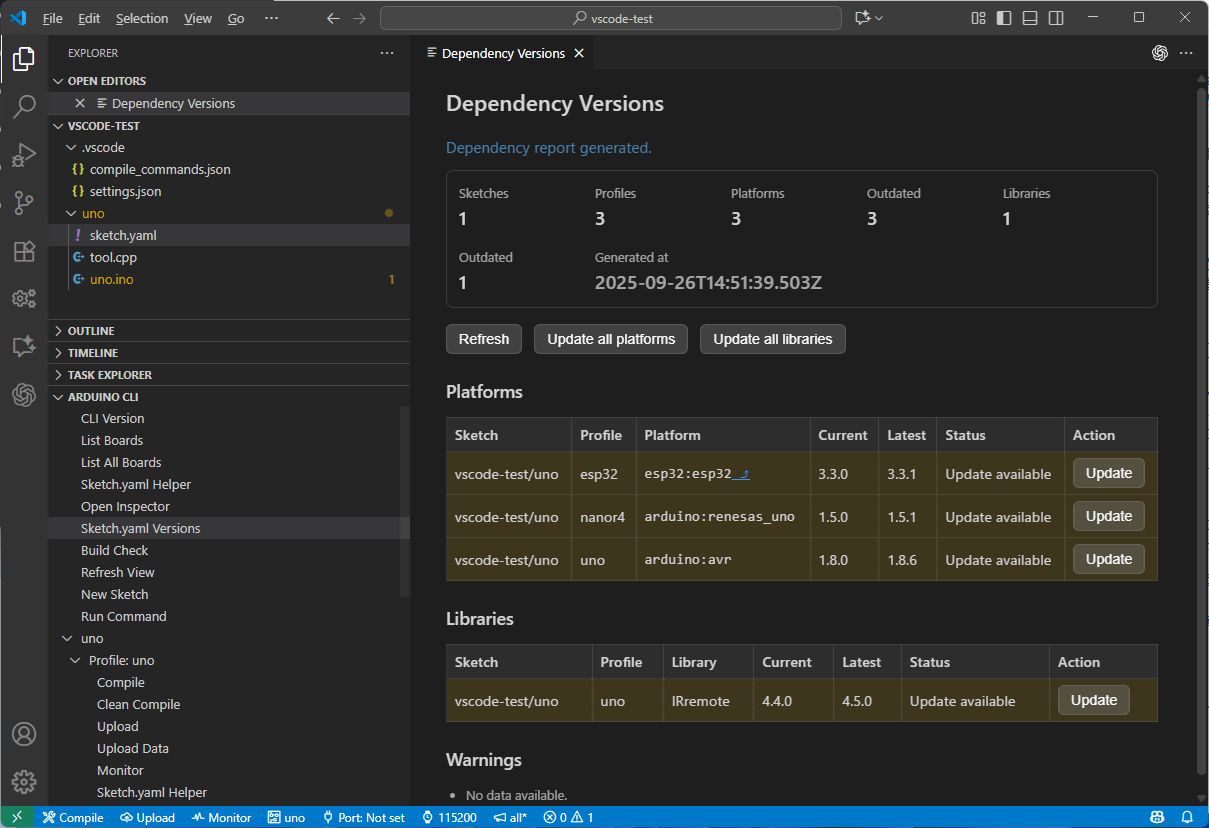 File Edit Selection View Go ··· vscode-test
EXPLORER ···
OPEN EDITORS
Dependency Versions
VSCODE-TEST
.vscode
{} compile_commands.json
{} settings.json
uno
! sketch.yaml
tool.cpp
uno.ino 1
OUTLINE
TIMELINE
TASK EXPLORER
ARDUINO CLI
CLI Version
List Boards
List All Boards
Sketch.yaml Helper
Open Inspector
Sketch.yaml Versions
Build Check
Refresh View
New Sketch
Run Command
uno
Profile: uno
Compile
Clean Compile
Upload
Upload Data
Monitor
Sketch.yaml Helper
Dependency Versions
Dependency Versions
Dependency report generated.
Sketches Profiles Platforms Outdated Libraries
1 3 3 3 1
Outdated Generated at
1 2025-09-26T14:51:39.503Z
Refresh Update all platforms Update all libraries
Platforms
Sketch Profile Platform Current Latest Status Action
vscode-test/uno esp32 esp32:esp32 3.3.0 3.3.1 Update available Update
vscode-test/uno nanor4 arduino:renesas_uno 1.5.0 1.5.1 Update available Update
vscode-test/uno uno arduino:avr 1.8.0 1.8.6 Update available Update
Libraries
Sketch Profile Library Current Latest Status Action
vscode-test/uno uno IRremote 4.4.0 4.5.0 Update available Update
Warnings
• No data available.
Compile Upload Monitor uno Port: Not set 115200 all* 0 1